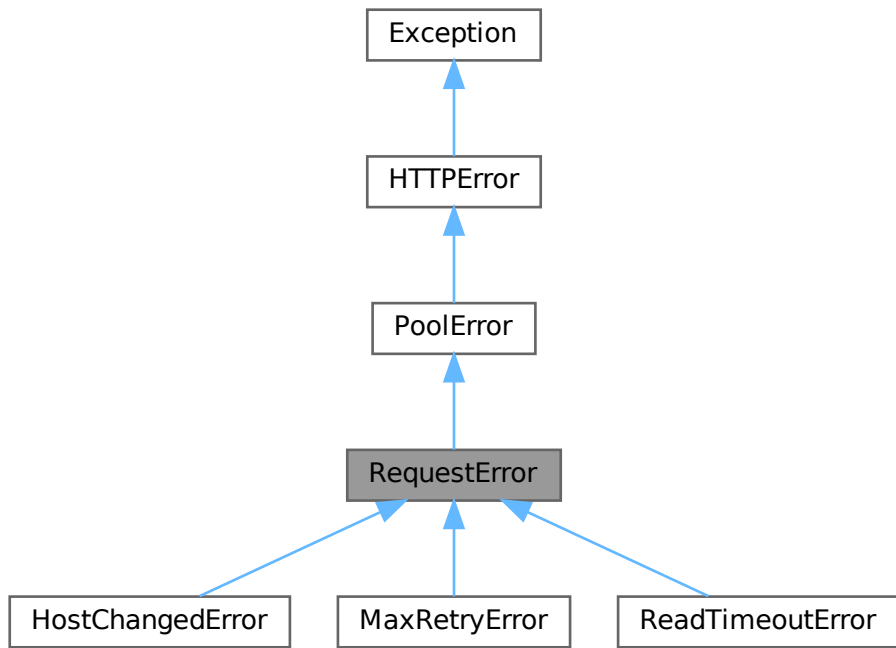 Exception
HTTPError
PoolError
RequestError
HostChangedError
MaxRetryError
ReadTimeoutError